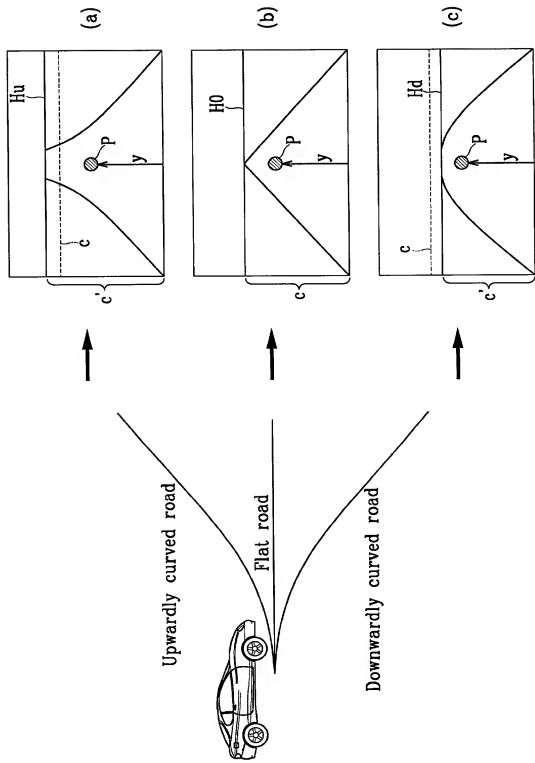 Upwardly curved road
Flat road
Downwardly curved road
Hu
P
y
c
c'
(a)
H0
P
y
c
(b)
Hd
P
y
c
c'
(c)